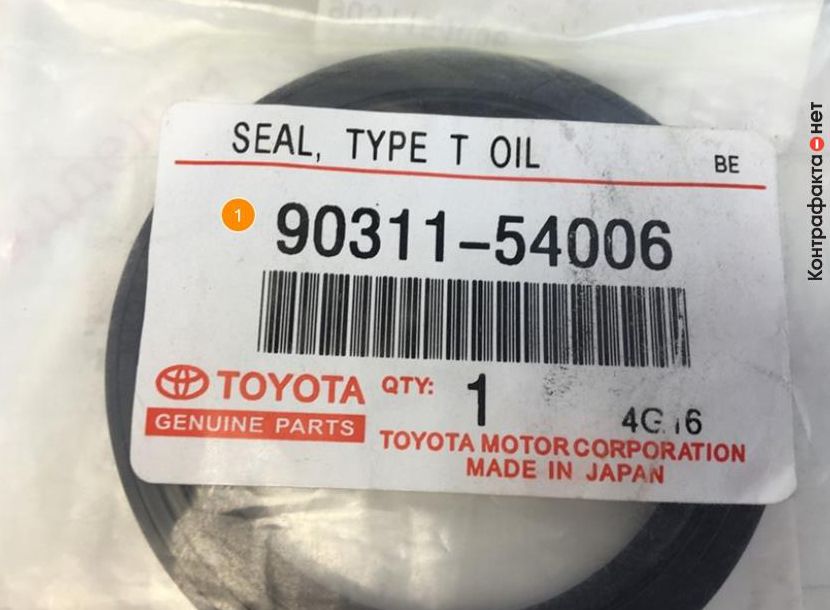 SEAL, TYPE T OIL
BE
1
90311-54006
TOYOTA
GENUINE PARTS
QTY: 1
TOYOTA MOTOR CORPORATION
MADE IN JAPAN
Контрафакта нет